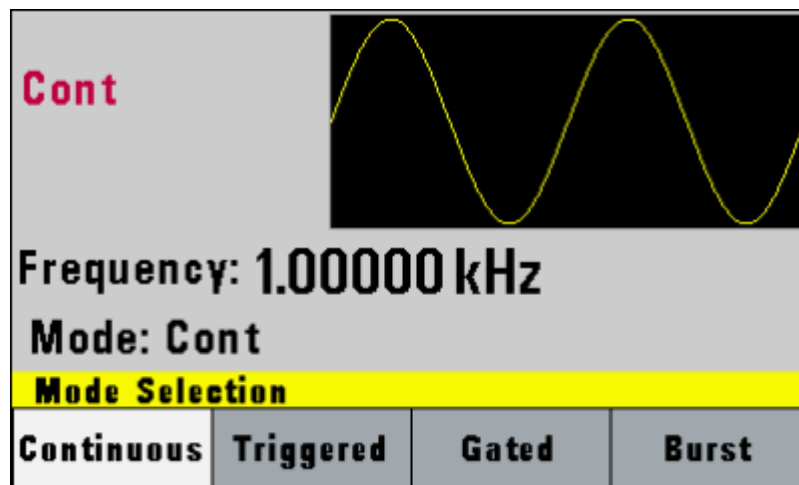 Cont
Frequency: 1.00000 kHz
Mode: Cont
Mode Selection
Continuous Triggered Gated Burst